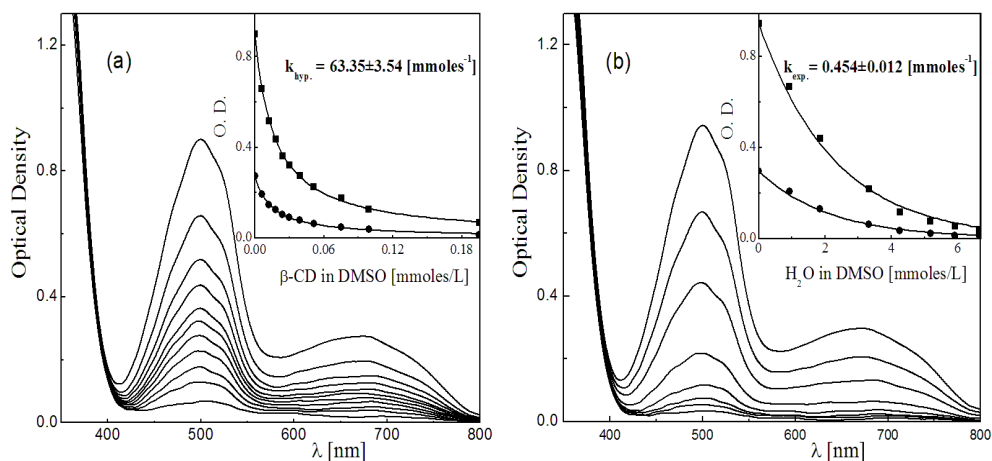 (a)
k_hyp. = 63.35±3.54 [mmoles⁻¹]
Optical Density
1.2
0.8
0.4
0.0
400 500 600 700 800
λ [nm]
O. D.
0.8
0.4
0.0
0.00 0.06 0.12 0.18
β-CD in DMSO [mmoles/L]
(b)
k_exp. = 0.454±0.012 [mmoles⁻¹]
Optical Density
1.2
0.8
0.4
0.0
400 500 600 700 800
λ [nm]
O. D.
0.8
0.4
0.0
0 2 4 6
H₂O in DMSO [mmoles/L]